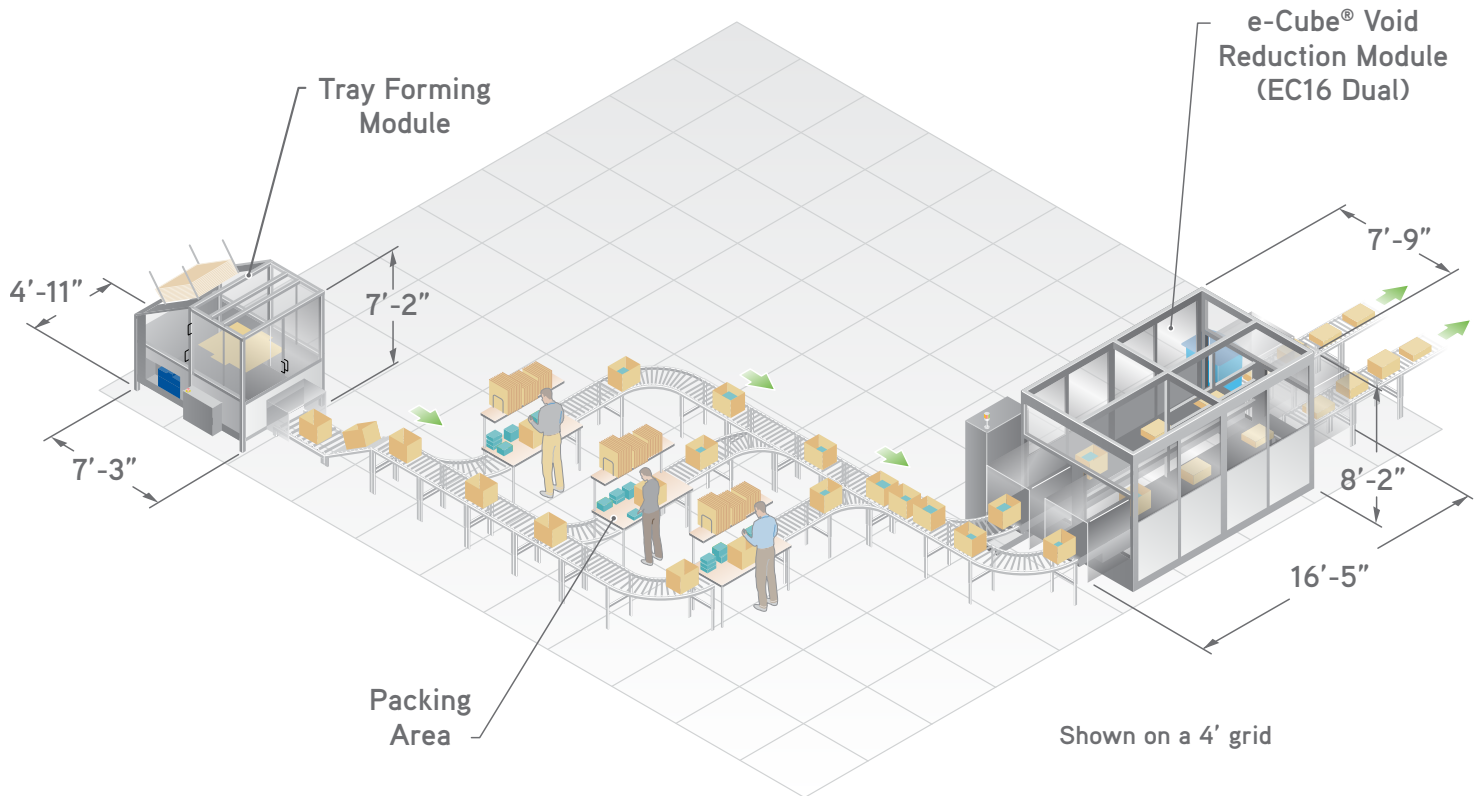 e-Cube® Void
Reduction Module
(EC16 Dual)
Tray Forming
Module
7’-9”
4’-11”
7’-2”
7’-3”
8’-2”
16’-5”
Packing
Area
Shown on a 4’ grid